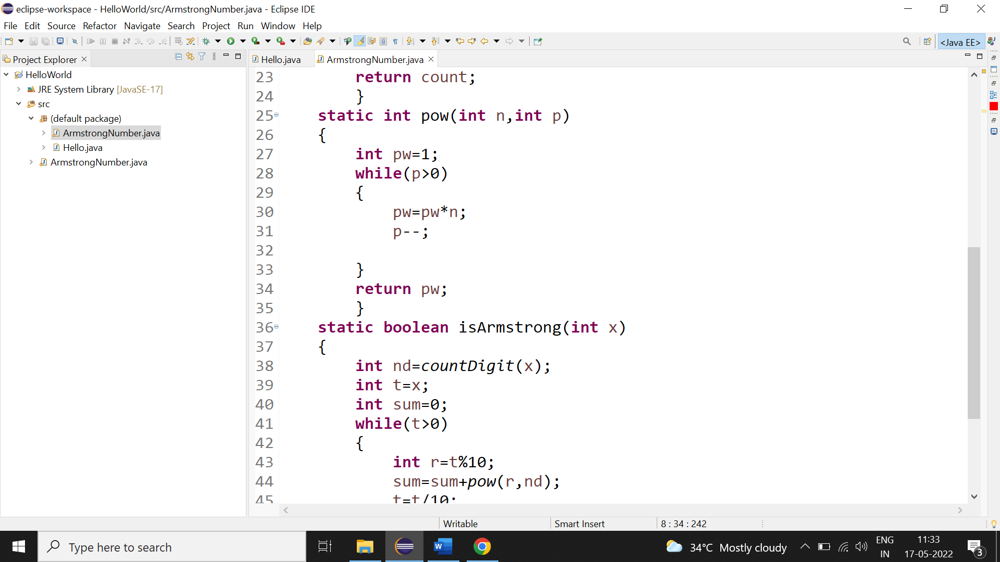 eclipse-workspace - HelloWorld/src/ArmstrongNumber.java - Eclipse IDE
File Edit Source Refactor Navigate Search Project Run Window Help
<Java EE>
Project Explorer
Hello.java
ArmstrongNumber.java
HelloWorld
JRE System Library [JavaSE-17]
src
(default package)
ArmstrongNumber.java
Hello.java
ArmstrongNumber.java
23 return count;
24 }
25 static int pow(int n,int p)
26 {
27 int pw=1;
28 while(p>0)
29 {
30 pw=pw*n;
31 p--;
32
33 }
34 return pw;
35 }
36 static boolean isArmstrong(int x)
37 {
38 int nd=countDigit(x);
39 int t=x;
40 int sum=0;
41 while(t>0)
42 {
43 int r=t%10;
44 sum=sum+pow(r,nd);
45 t=t/10;
Writable
Smart Insert
8 : 34 : 242
Type here to search
W
34°C Mostly cloudy
ENG
IN
11:33
17-05-2022
3